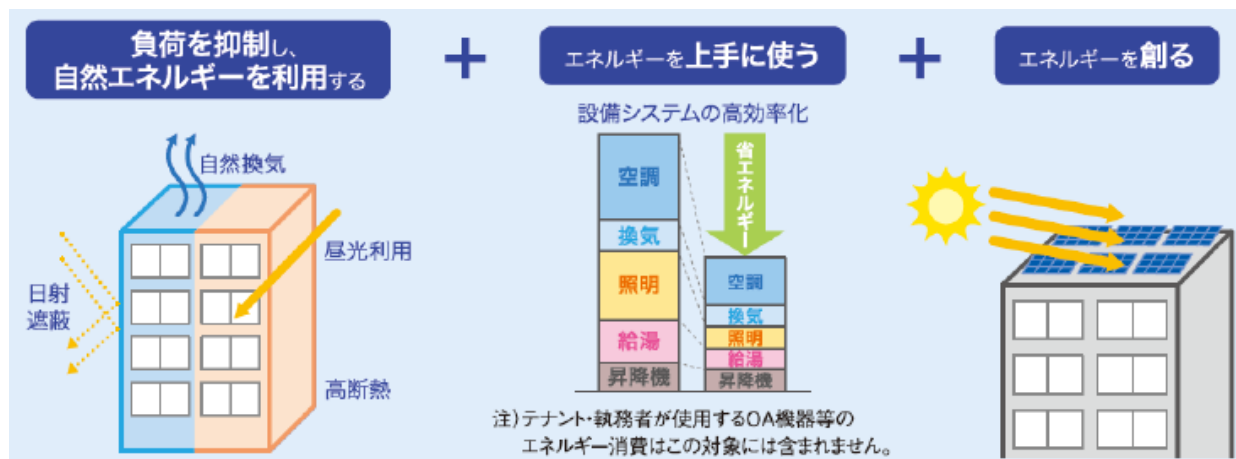 負荷を抑制し、
自然エネルギーを利用する
+
エネルギーを上手に使う
+
エネルギーを創る
自然換気
昼光利用
日射
遮蔽
高断熱
設備システムの高効率化
空調
換気
照明
給湯
昇降機
省エネルギー
空調
換気
照明
給湯
昇降機
注)テナント・執務者が使用するOA機器等の
エネルギー消費はこの対象には含まれません。